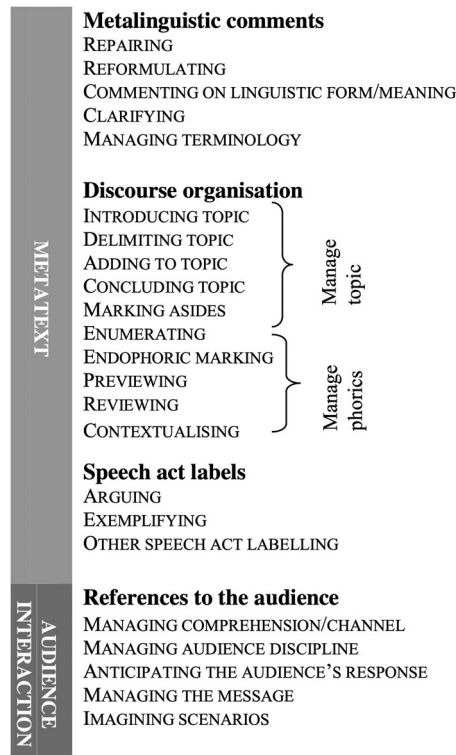 Metalinguistic comments
REPAIRING
REFORMULATING
COMMENTING ON LINGUISTIC FORM/MEANING
CLARIFYING
MANAGING TERMINOLOGY
Discourse organisation
INTRODUCING TOPIC
DELIMITING TOPIC
ADDING TO TOPIC
CONCLUDING TOPIC
MARKING ASIDES
Manage
topic
ENUMERATING
ENDOPHORIC MARKING
PREVIEWING
REVIEWING
CONTEXTUALISING
Manage
phorics
Speech act labels
ARGUING
EXEMPLIFYING
OTHER SPEECH ACT LABELLING
METATEXT
References to the audience
MANAGING COMPREHENSION/CHANNEL
MANAGING AUDIENCE DISCIPLINE
ANTICIPATING THE AUDIENCE'S RESPONSE
MANAGING THE MESSAGE
IMAGINING SCENARIOS
AUDIENCE
INTERACTION